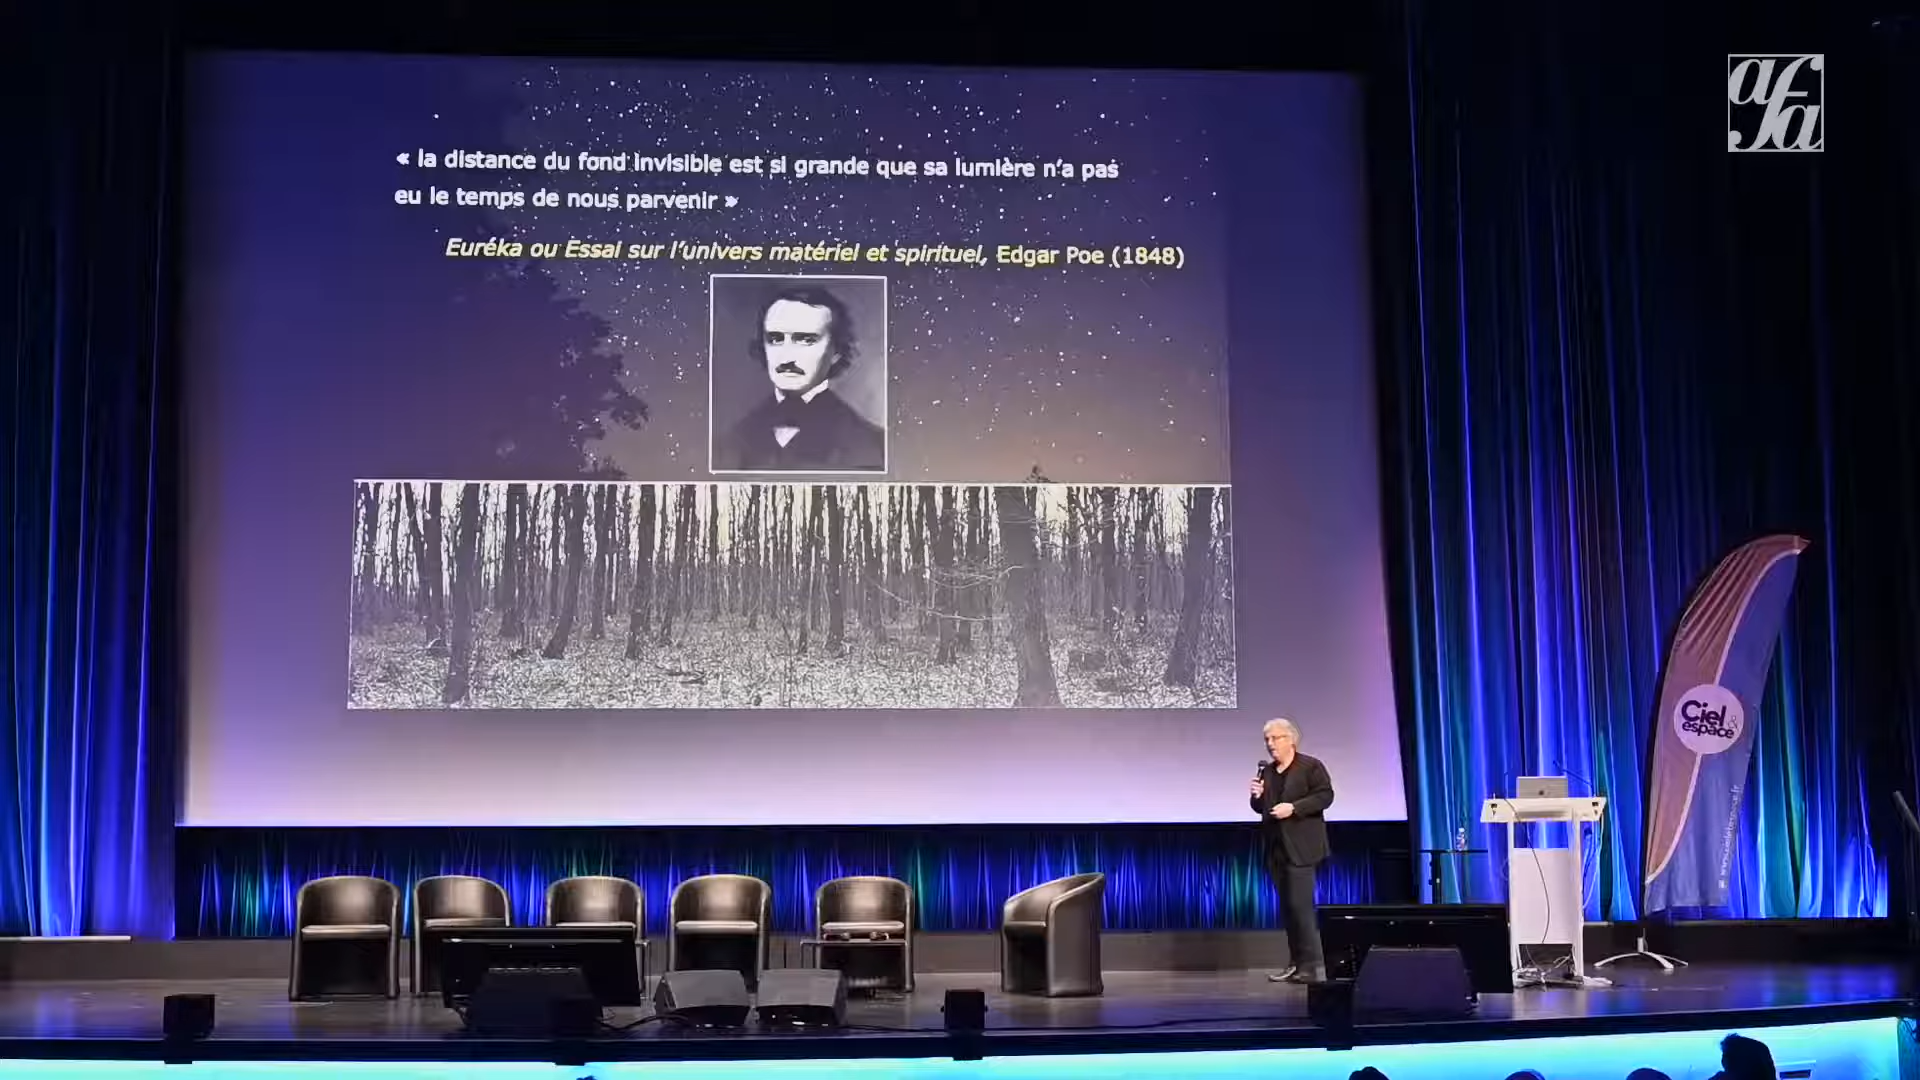 « la distance du fond invisible est si grande que sa lumière n'a pas
eu le temps de nous parvenir »
Euréka ou Essai sur l'univers matériel et spirituel, Edgar Poe (1848)
afa
Ciel &
espace